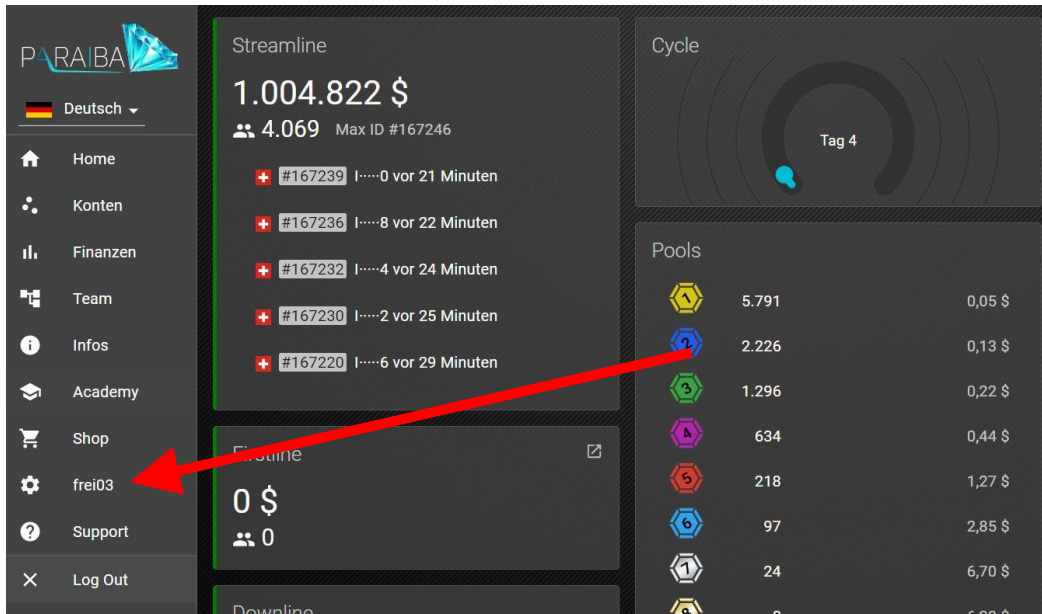 PARAIBA
Deutsch
Home
Konten
Finanzen
Team
Infos
Academy
Shop
frei03
Support
Log Out
Streamline
1.004.822 $
4.069 Max ID #167246
#167239 I·····0 vor 21 Minuten
#167236 I·····8 vor 22 Minuten
#167232 I·····4 vor 24 Minuten
#167230 I·····2 vor 25 Minuten
#167220 I·····6 vor 29 Minuten
Firstline
0 $
0
Downline
Cycle
Tag 4
Pools
1 5.791 0,05 $
2 2.226 0,13 $
3 1.296 0,22 $
4 634 0,44 $
5 218 1,27 $
6 97 2,85 $
7 24 6,70 $